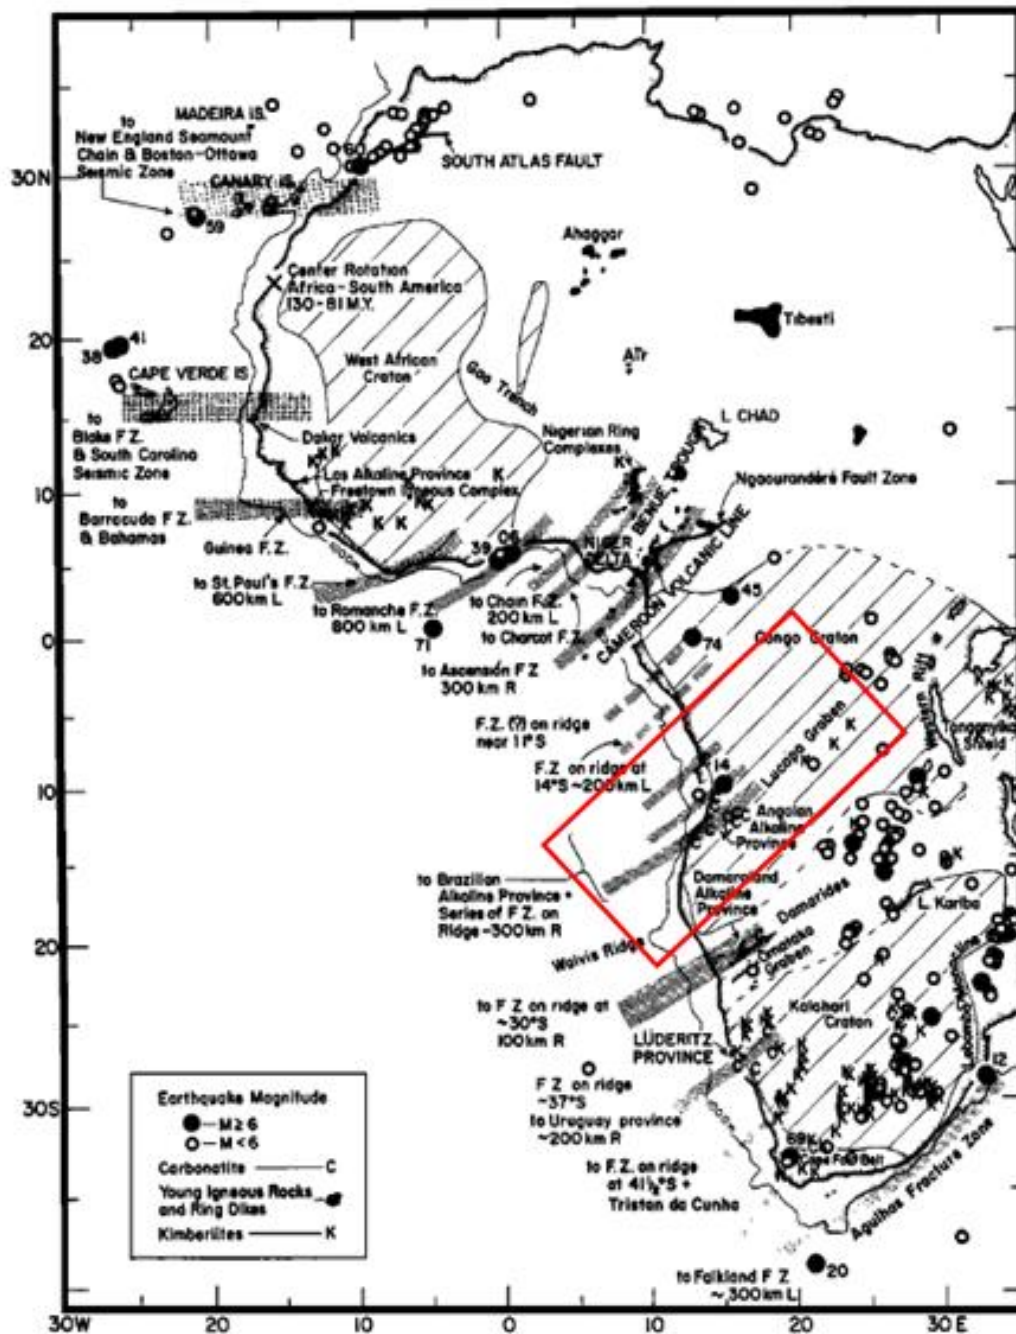 MADEIRA IS.
to
New England Seamount
Chain & Boston-Ottawa
Seismic Zone
SOUTH ATLAS FAULT
30N
CANARY IS.
59
Ahaggar
Center Rotation
Africa-South America
130-81 M.Y.
Tibesti
20
41
38
West African
Craton
Air
Gao Trench
CAPE VERDE IS
L. CHAD
to
Blake F.Z.
& South Carolina
Seismic Zone
Dakar Volcanics
Nigerian Ring
Complexes
K
BENUE TROUGH
Los Alkaline Province
Freetown Igneous Complex
K
Ngaoundéré Fault Zone
10
to
Barracuda F.Z.
& Bahamas
K K
Guinea F.Z.
39
NIGER
DELTA
CAMEROON VOLCANIC LINE
to St. Paul's F.Z.
600 km L
to Romanche F.Z.
800 km L
to Chain F.Z.
200 km L
to Charcot F.Z.
45
0
71
74
Congo Craton
to Ascensión F.Z
300 km R
Western Rift
F.Z. (?) on ridge
near 11°S
Lucapa Graben
K
K
Tanganyika
Shield
F.Z on ridge at
14°S ~200 km L
14
10
Angolan
Alkaline
Province
to Brazilian
Alkaline Province +
Series of F.Z. on
Ridge ~300 km R
Damaraland
Alkaline
Province
Damarides
L. Kariba
20
Walvis Ridge
Omataka
Graben
Lebombo Monocline
to F Z on ridge at
~30°S
100 km R
Kalahari
Craton
LÜDERITZ
PROVINCE
12
F Z on ridge
~37°S
to Uruguay province
~200 km R
30S
69
Cape Fold Belt
to F.Z. on ridge
at 41½°S +
Tristan da Cunha
Agulhas Fracture Zone
20
to Falkland F Z
~300 km L
Earthquake Magnitude
M≥6
M<6
Carbonatite C
Young Igneous Rocks
and Ring Dikes
Kimberlites K
30W 20 10 0 10 20 30 E